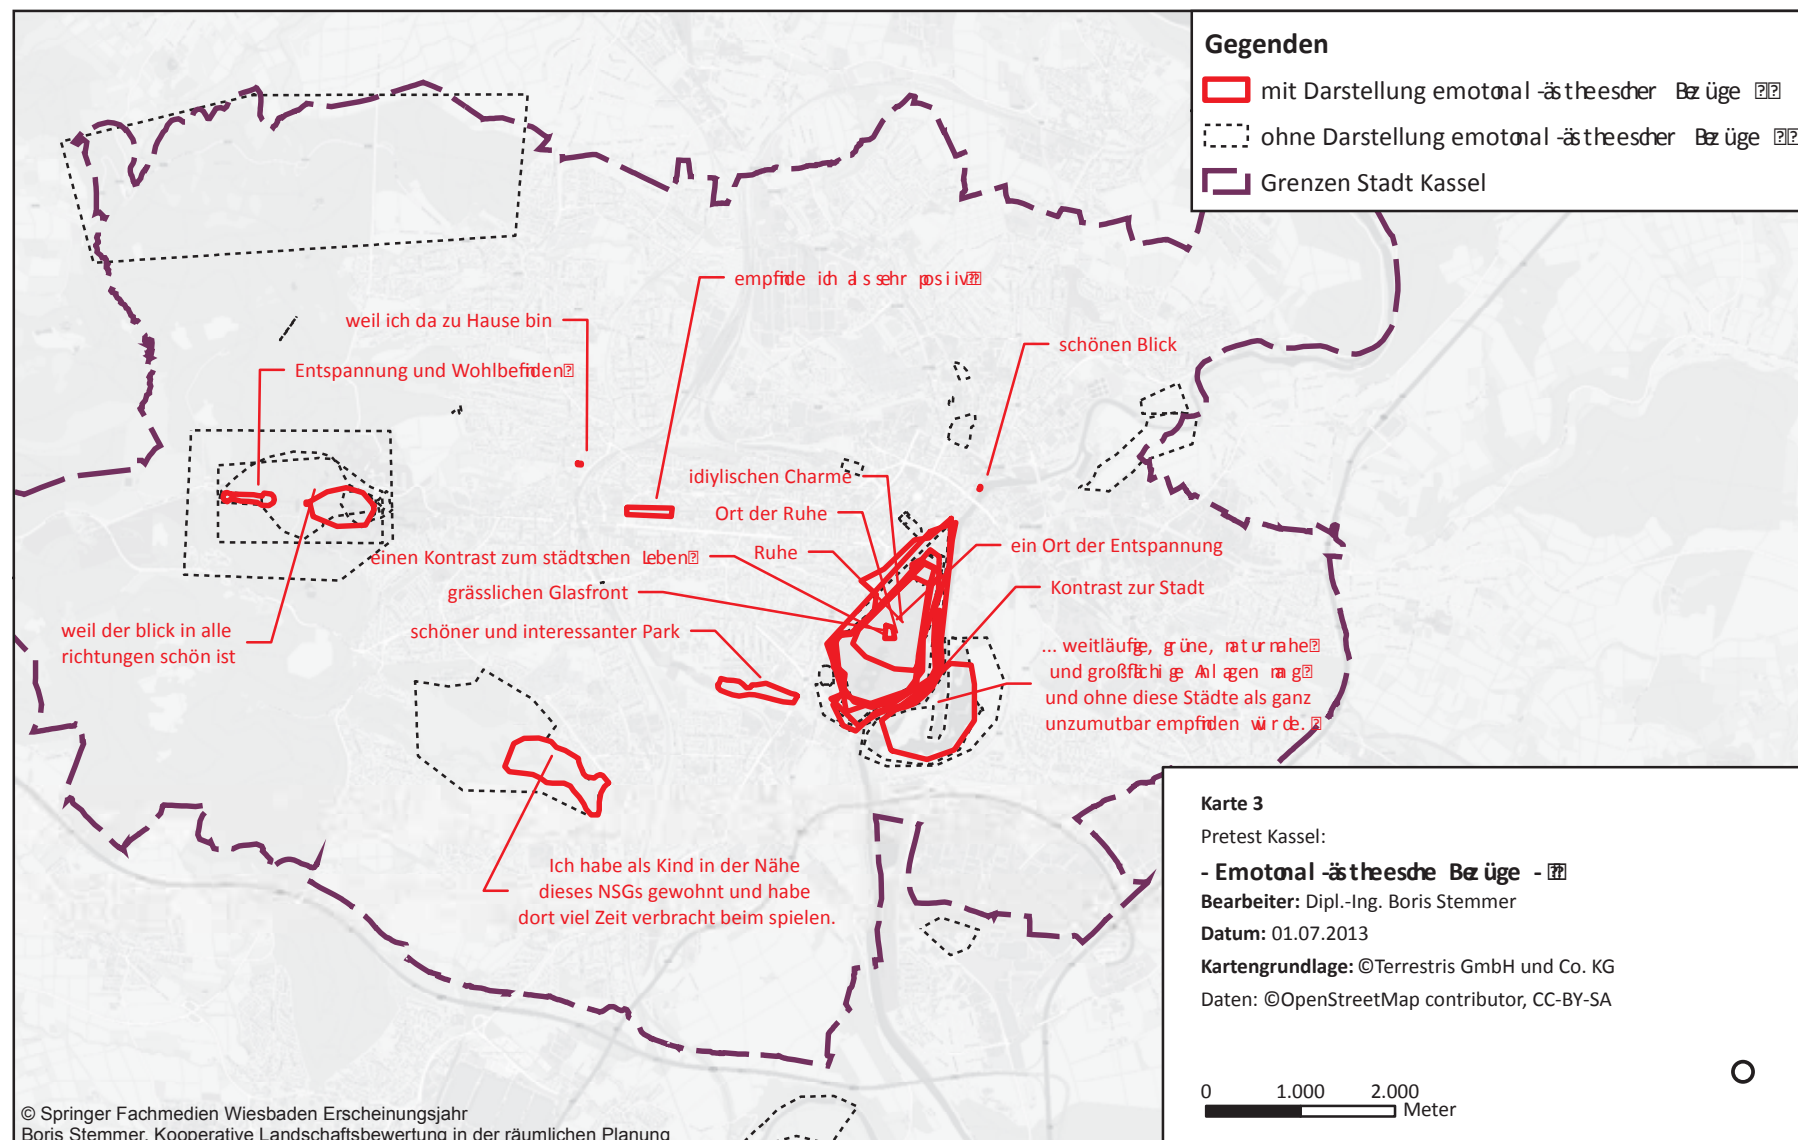 Gegenden
mit Darstellung emotonal -ästheescher Bezüge
ohne Darstellung emotonal -ästheescher Bezüge
Grenzen Stadt Kassel
empfinde ich als sehr posiiv
weil ich da zu Hause bin
schönen Blick
Entspannung und Wohlbefinden
idiylischen Charme
Ort der Ruhe
Ruhe
ein Ort der Entspannung
einen Kontrast zum städtschen Leben
grässlichen Glasfront
Kontrast zur Stadt
schöner und interessanter Park
weil der blick in alle
richtungen schön ist
... weitläufige, grüne, naturnahe
und großflächige Anlagen mag
und ohne diese Städte als ganz
unzumutbar empfinden würde.
Ich habe als Kind in der Nähe
dieses NSGs gewohnt und habe
dort viel Zeit verbracht beim spielen.
Karte 3
Pretest Kassel:
- Emotonal -ästheesche Bezüge -
Bearbeiter: Dipl.-Ing. Boris Stemmer
Datum: 01.07.2013
Kartengrundlage: ©Terrestris GmbH und Co. KG
Daten: ©OpenStreetMap contributor, CC-BY-SA
0 1.000 2.000
Meter
© Springer Fachmedien Wiesbaden Erscheinungsjahr
Boris Stemmer, Kooperative Landschaftsbewertung in der räumlichen Planung